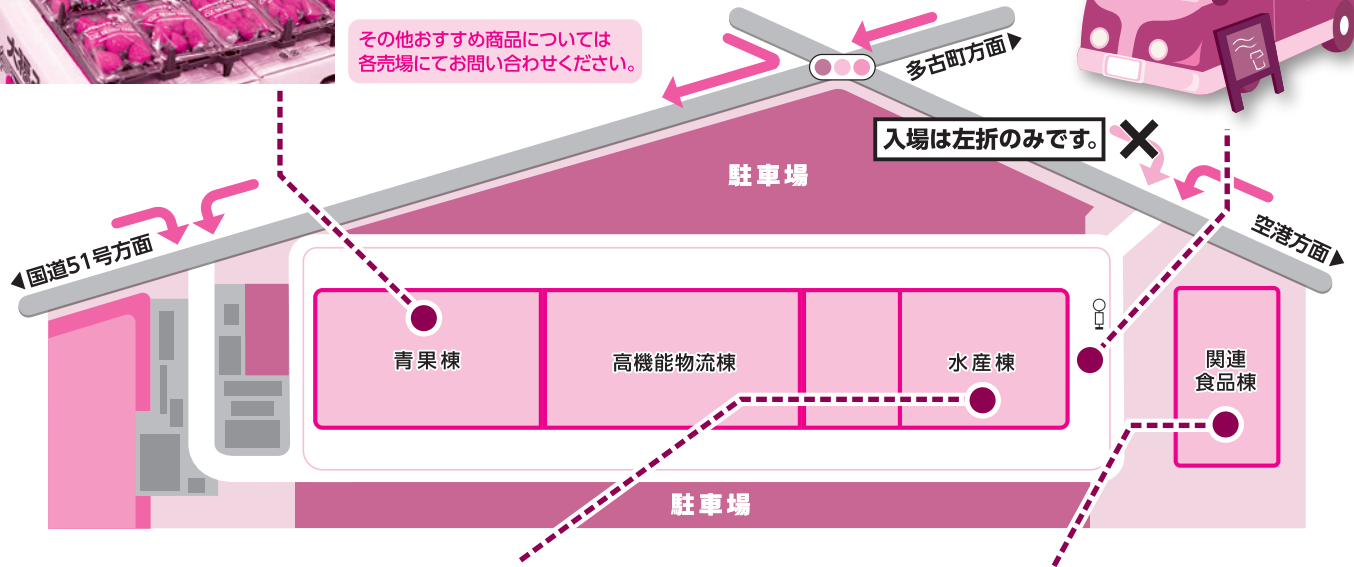 その他おすすめ商品については
各売場にてお問い合わせください。
多古町方面▶
入場は左折のみです。
駐車場
◀国道51号方面
空港方面▶
青果棟
高機能物流棟
水産棟
関連
食品棟
駐車場